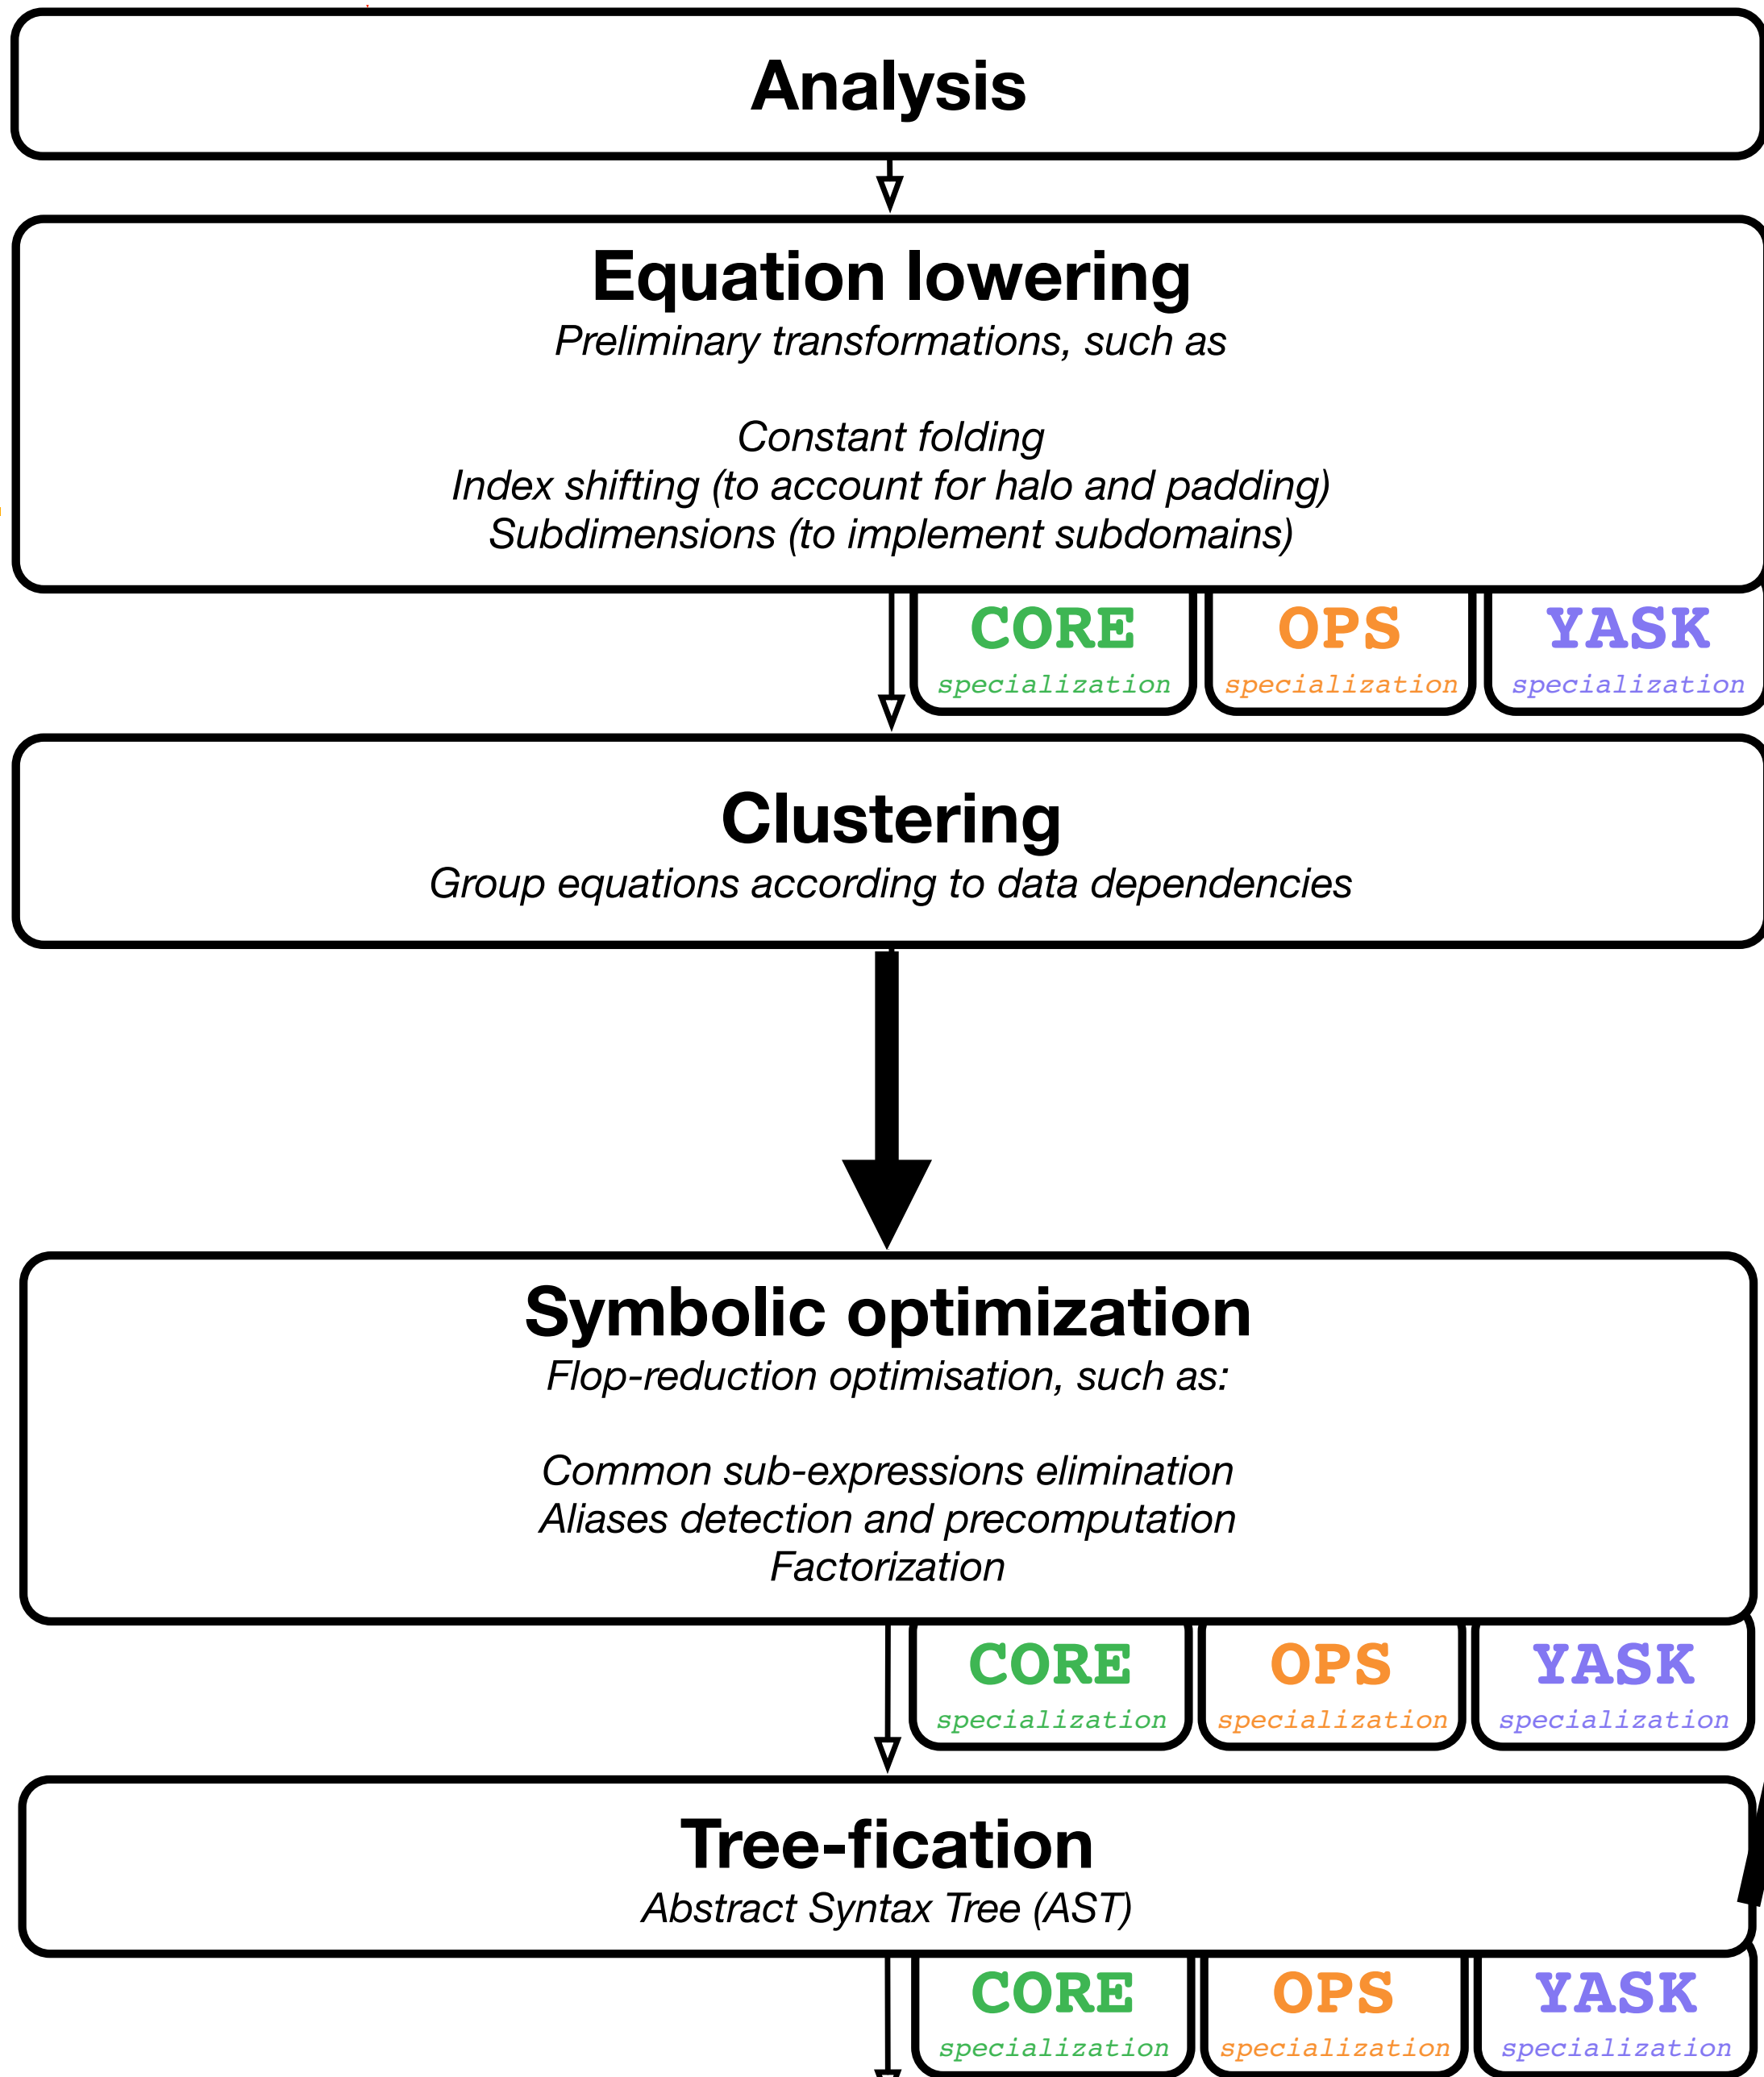 Analysis
Equation lowering
Preliminary transformations, such as
Constant folding
Index shifting (to account for halo and padding)
Subdimensions (to implement subdomains)
CORE OPS YASK
specialization specialization specialization
Clustering
Group equations according to data dependencies
Symbolic optimization
Flop-reduction optimisation, such as:
Common sub-expressions elimination
Aliases detection and precomputation
Factorization
CORE OPS YASK
specialization specialization specialization
Tree-fication
Abstract Syntax Tree (AST)
CORE OPS YASK
specialization specialization specialization